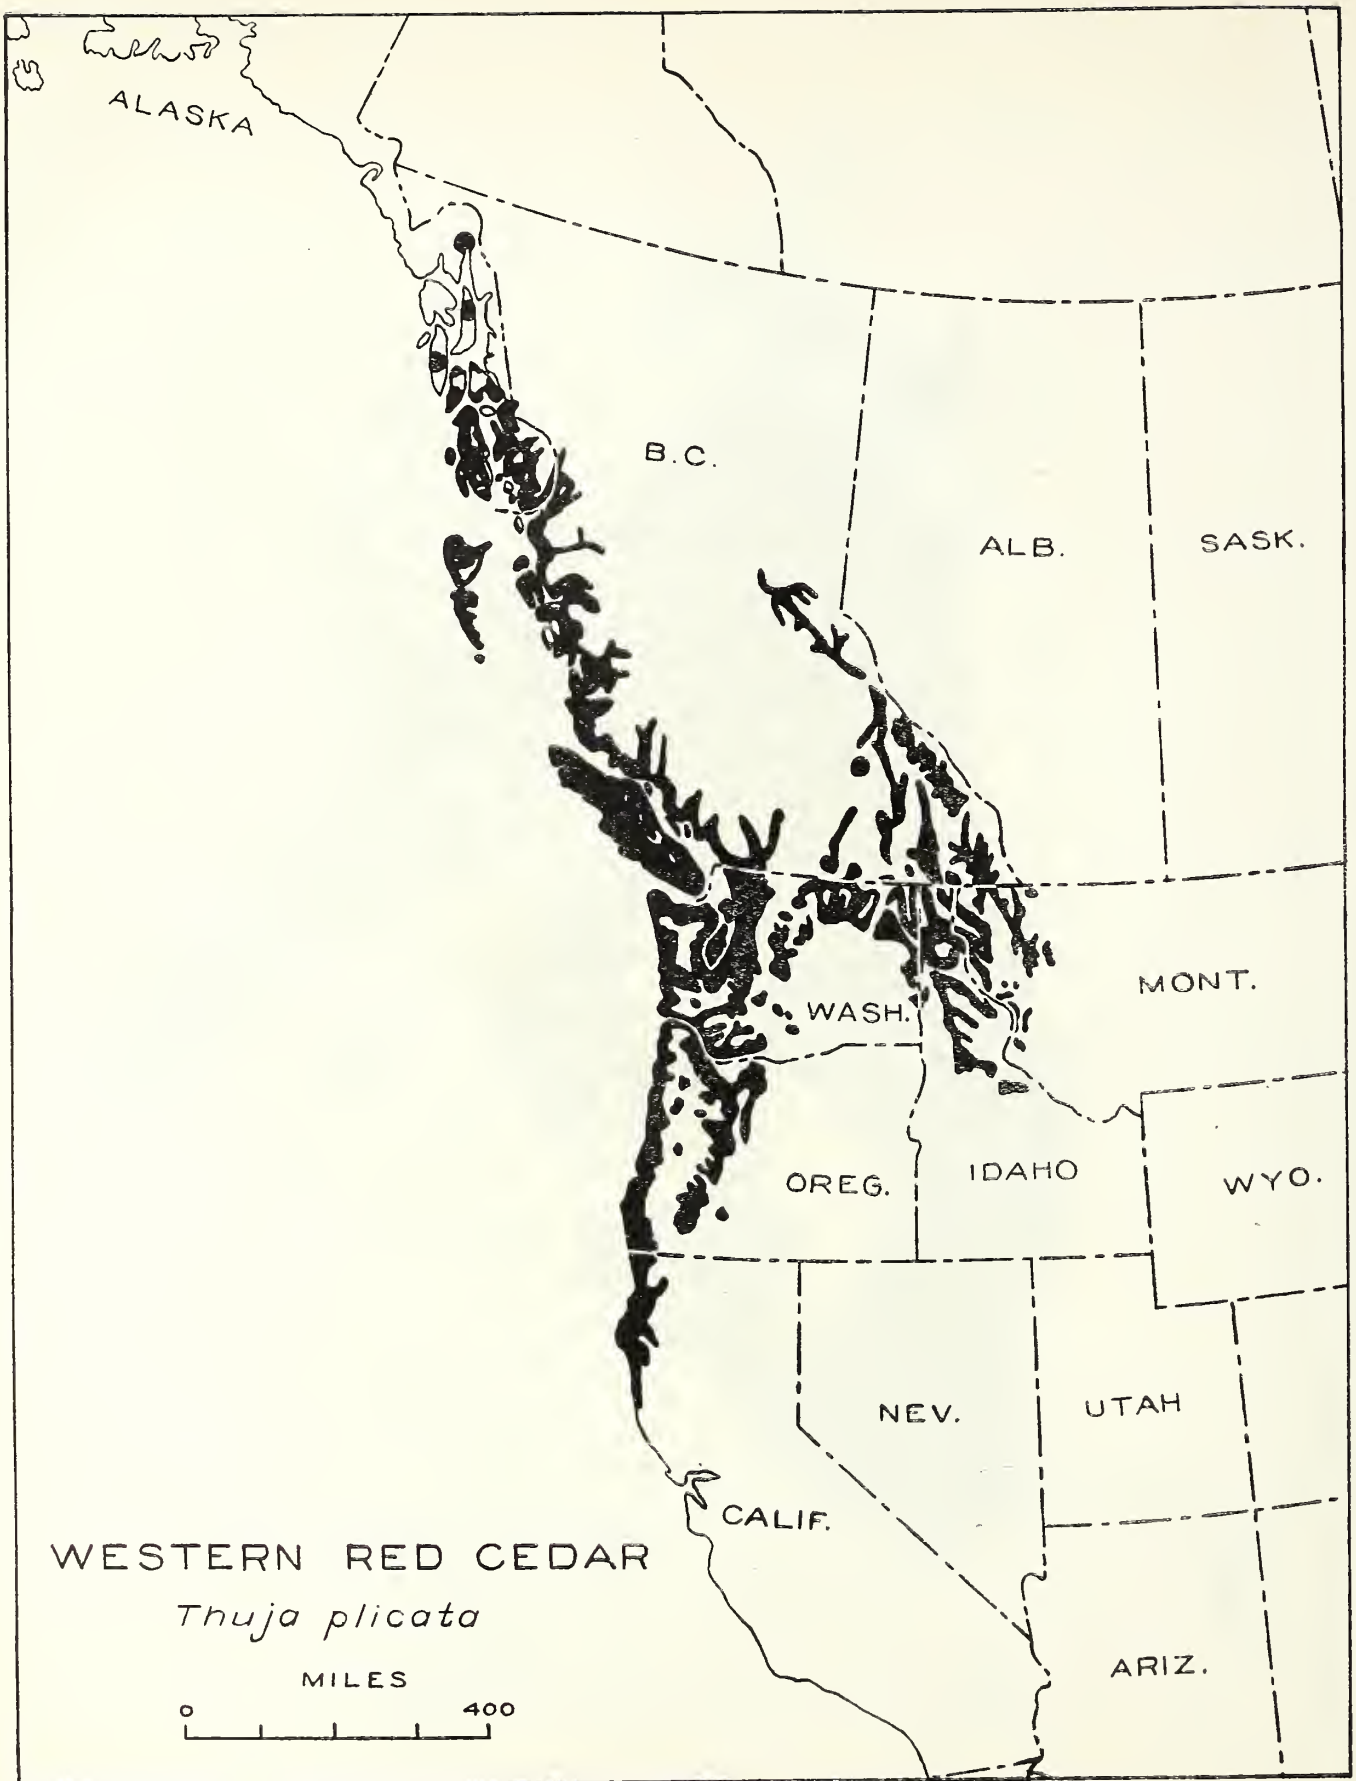 ALASKA
B.C.
ALB.
SASK.
WASH.
MONT.
OREG.
IDAHO
WYO.
NEV.
UTAH
CALIF.
ARIZ.
WESTERN RED CEDAR
Thuja plicata
MILES
0 400